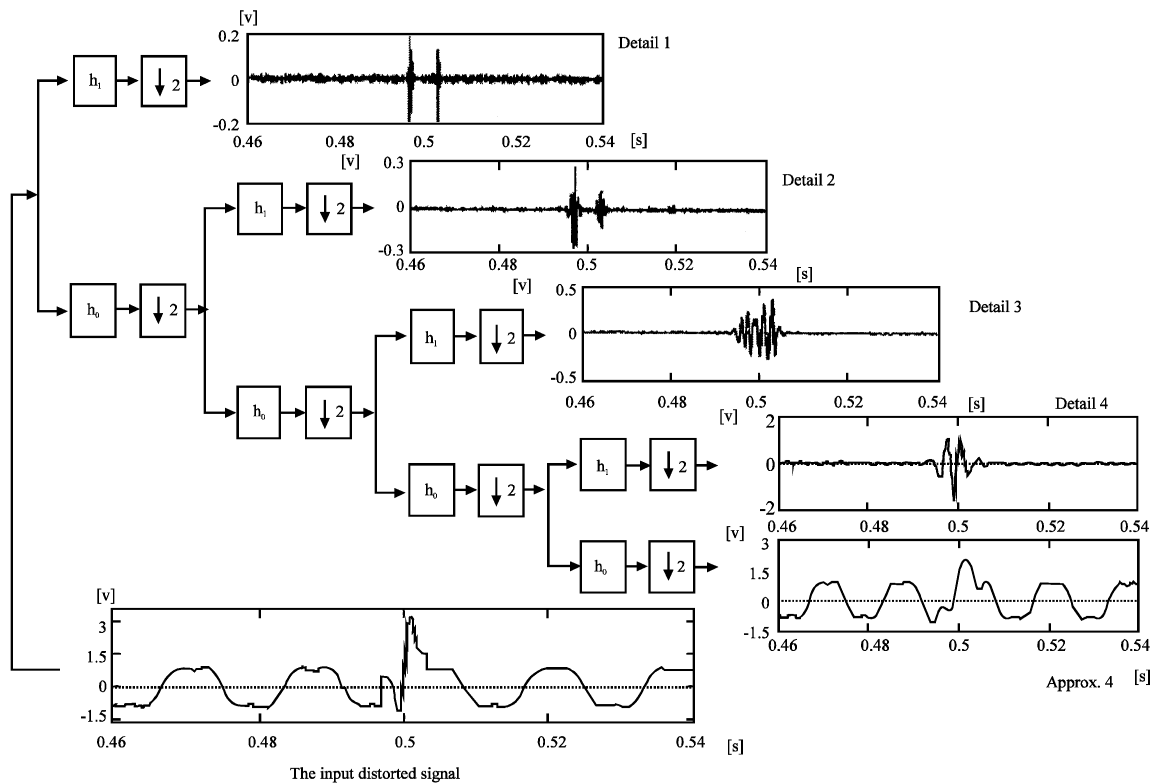 [v]
0.2
Detail 1
h1
2
0
-0.2
0.46 0.48 0.5 0.52 0.54 [s]
[v]
0.3
Detail 2
h1
2
0
-0.3
0.46 0.48 0.5 0.52 0.54 [s]
h0
2
[v]
0.5
Detail 3
h1
2
0
-0.5
0.46 0.48 0.5 0.52 0.54 [s]
h0
2
[v]
Detail 4
2
h1
2
0
-2
0.46 0.48 0.5 0.52 0.54
h0
2
[v]
3
1.5
h0
2
0
-1.5
0.46 0.48 0.5 0.52 0.54
[s]
Approx. 4
[v]
3
1.5
0
-1.5
0.46 0.48 0.5 0.52 0.54 [s]
The input distorted signal